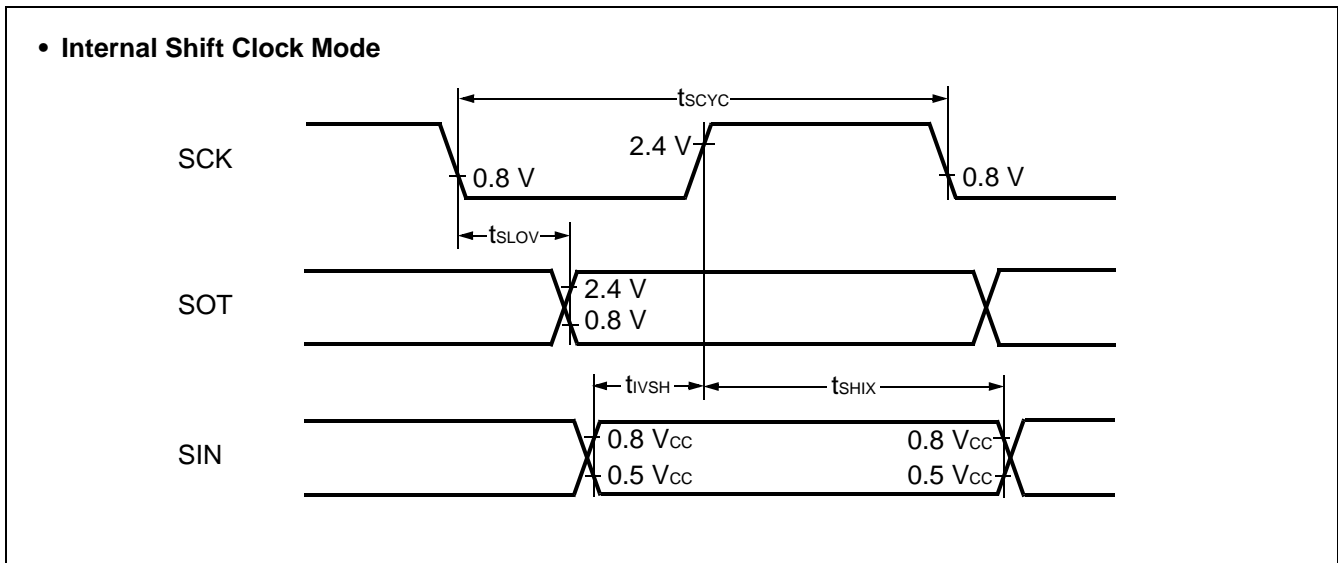 • Internal Shift Clock Mode
tSCYC
SCK
2.4 V
0.8 V
0.8 V
tSLOV
SOT
2.4 V
0.8 V
tIVSH
tSHIX
SIN
0.8 VCC
0.8 VCC
0.5 VCC
0.5 VCC